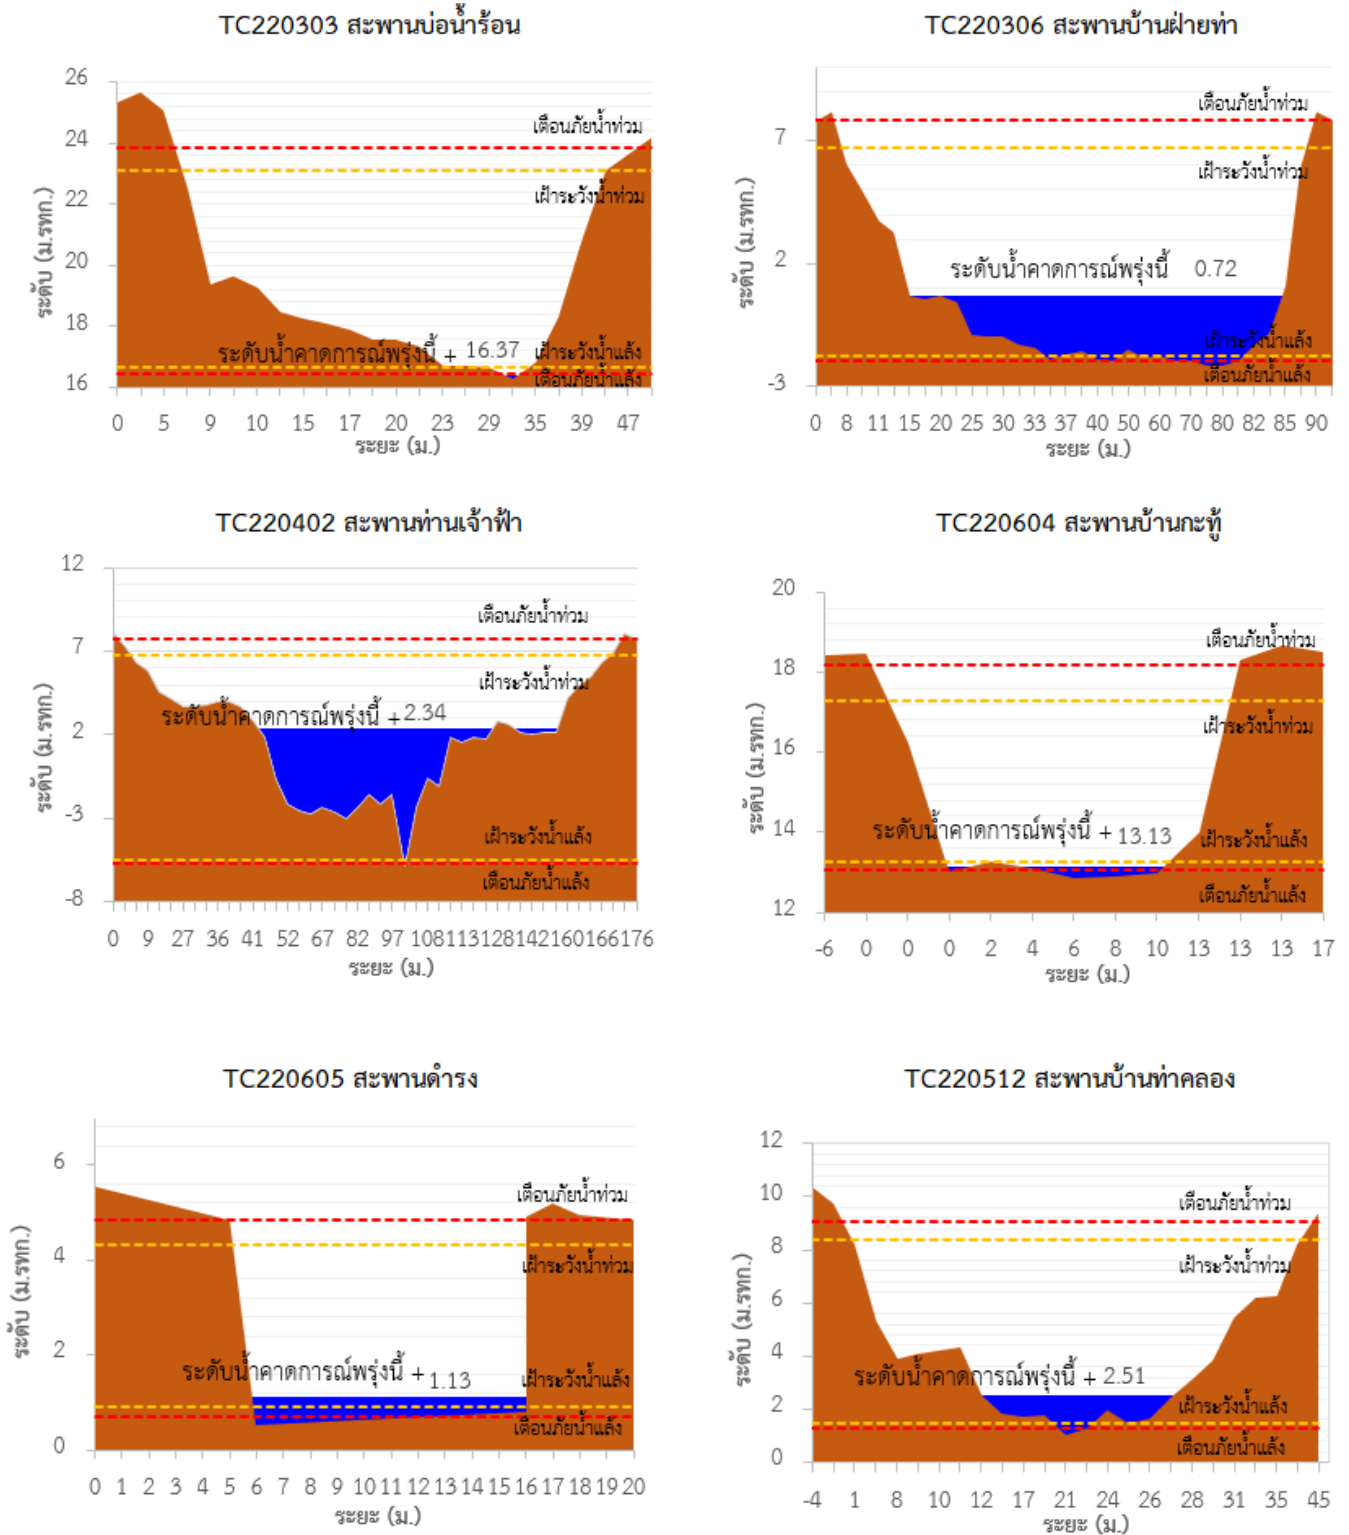 TC220303 สะพานบ่อน้ำร้อน
26
24
22
20
18
16
ระดับ (ม.รทก.)
เตือนภัยน้ำท่วม
เฝ้าระวังน้ำท่วม
ระดับน้ำคาดการณ์พรุ่งนี้ + 16.37
เฝ้าระวังน้ำแล้ง
เตือนภัยน้ำแล้ง
0 5 9 10 15 17 20 23 29 35 39 47
ระยะ (ม.)
TC220306 สะพานบ้านฝ่ายท่า
7
2
-3
ระดับ (ม.รทก.)
เตือนภัยน้ำท่วม
เฝ้าระวังน้ำท่วม
ระดับน้ำคาดการณ์พรุ่งนี้ 0.72
เฝ้าระวังน้ำแล้ง
เตือนภัยน้ำแล้ง
0 8 11 15 20 25 30 33 37 40 50 60 70 80 82 85 90
ระยะ (ม.)
TC220402 สะพานท่านเจ้าฟ้า
12
7
2
-3
-8
ระดับ (ม.รทก.)
เตือนภัยน้ำท่วม
เฝ้าระวังน้ำท่วม
ระดับน้ำคาดการณ์พรุ่งนี้ + 2.34
เฝ้าระวังน้ำแล้ง
เตือนภัยน้ำแล้ง
0 9 27 36 41 52 67 82 97 108 113 128 142 160 166 176
ระยะ (ม.)
TC220604 สะพานบ้านกะทู้
20
18
16
14
12
ระดับ (ม.รทก.)
เตือนภัยน้ำท่วม
เฝ้าระวังน้ำท่วม
ระดับน้ำคาดการณ์พรุ่งนี้ + 13.13
เฝ้าระวังน้ำแล้ง
เตือนภัยน้ำแล้ง
-6 0 0 0 2 4 6 8 10 13 13 13 17
ระยะ (ม.)
TC220605 สะพานดำรง
6
4
2
0
ระดับ (ม.รทก.)
เตือนภัยน้ำท่วม
เฝ้าระวังน้ำท่วม
ระดับน้ำคาดการณ์พรุ่งนี้ + 1.13
เฝ้าระวังน้ำแล้ง
เตือนภัยน้ำแล้ง
0 1 2 3 4 5 6 7 8 9 10 11 12 13 14 15 16 17 18 19 20
ระยะ (ม.)
TC220512 สะพานบ้านท่าคลอง
12
10
8
6
4
2
0
ระดับ (ม.รทก.)
เตือนภัยน้ำท่วม
เฝ้าระวังน้ำท่วม
ระดับน้ำคาดการณ์พรุ่งนี้ + 2.51
เฝ้าระวังน้ำแล้ง
เตือนภัยน้ำแล้ง
-4 1 8 10 12 17 21 24 26 28 31 35 45
ระยะ (ม.)